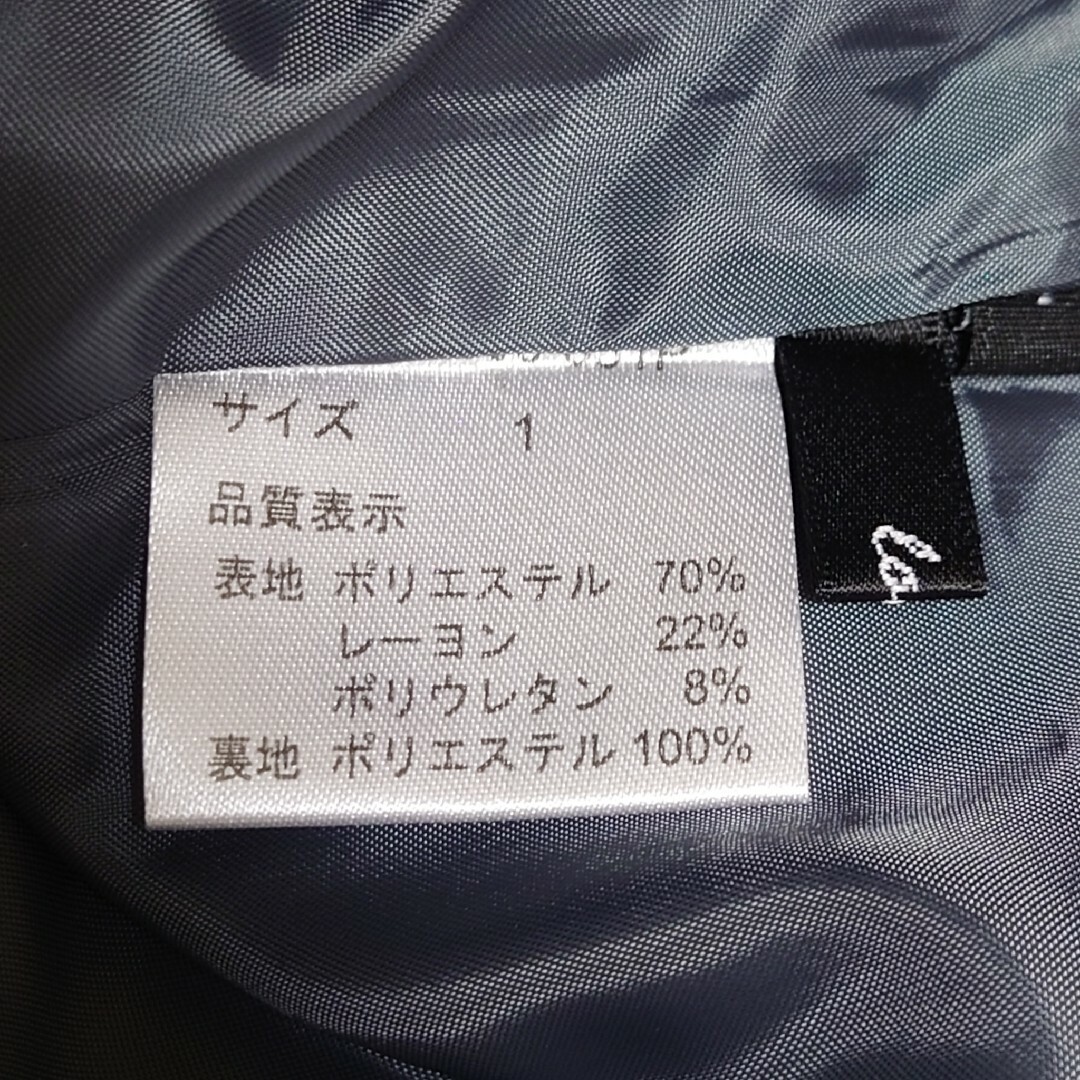 サイズ 1
品質表示
表地 ポリエステル 70%
レーヨン 22%
ポリウレタン 8%
裏地 ポリエステル 100%